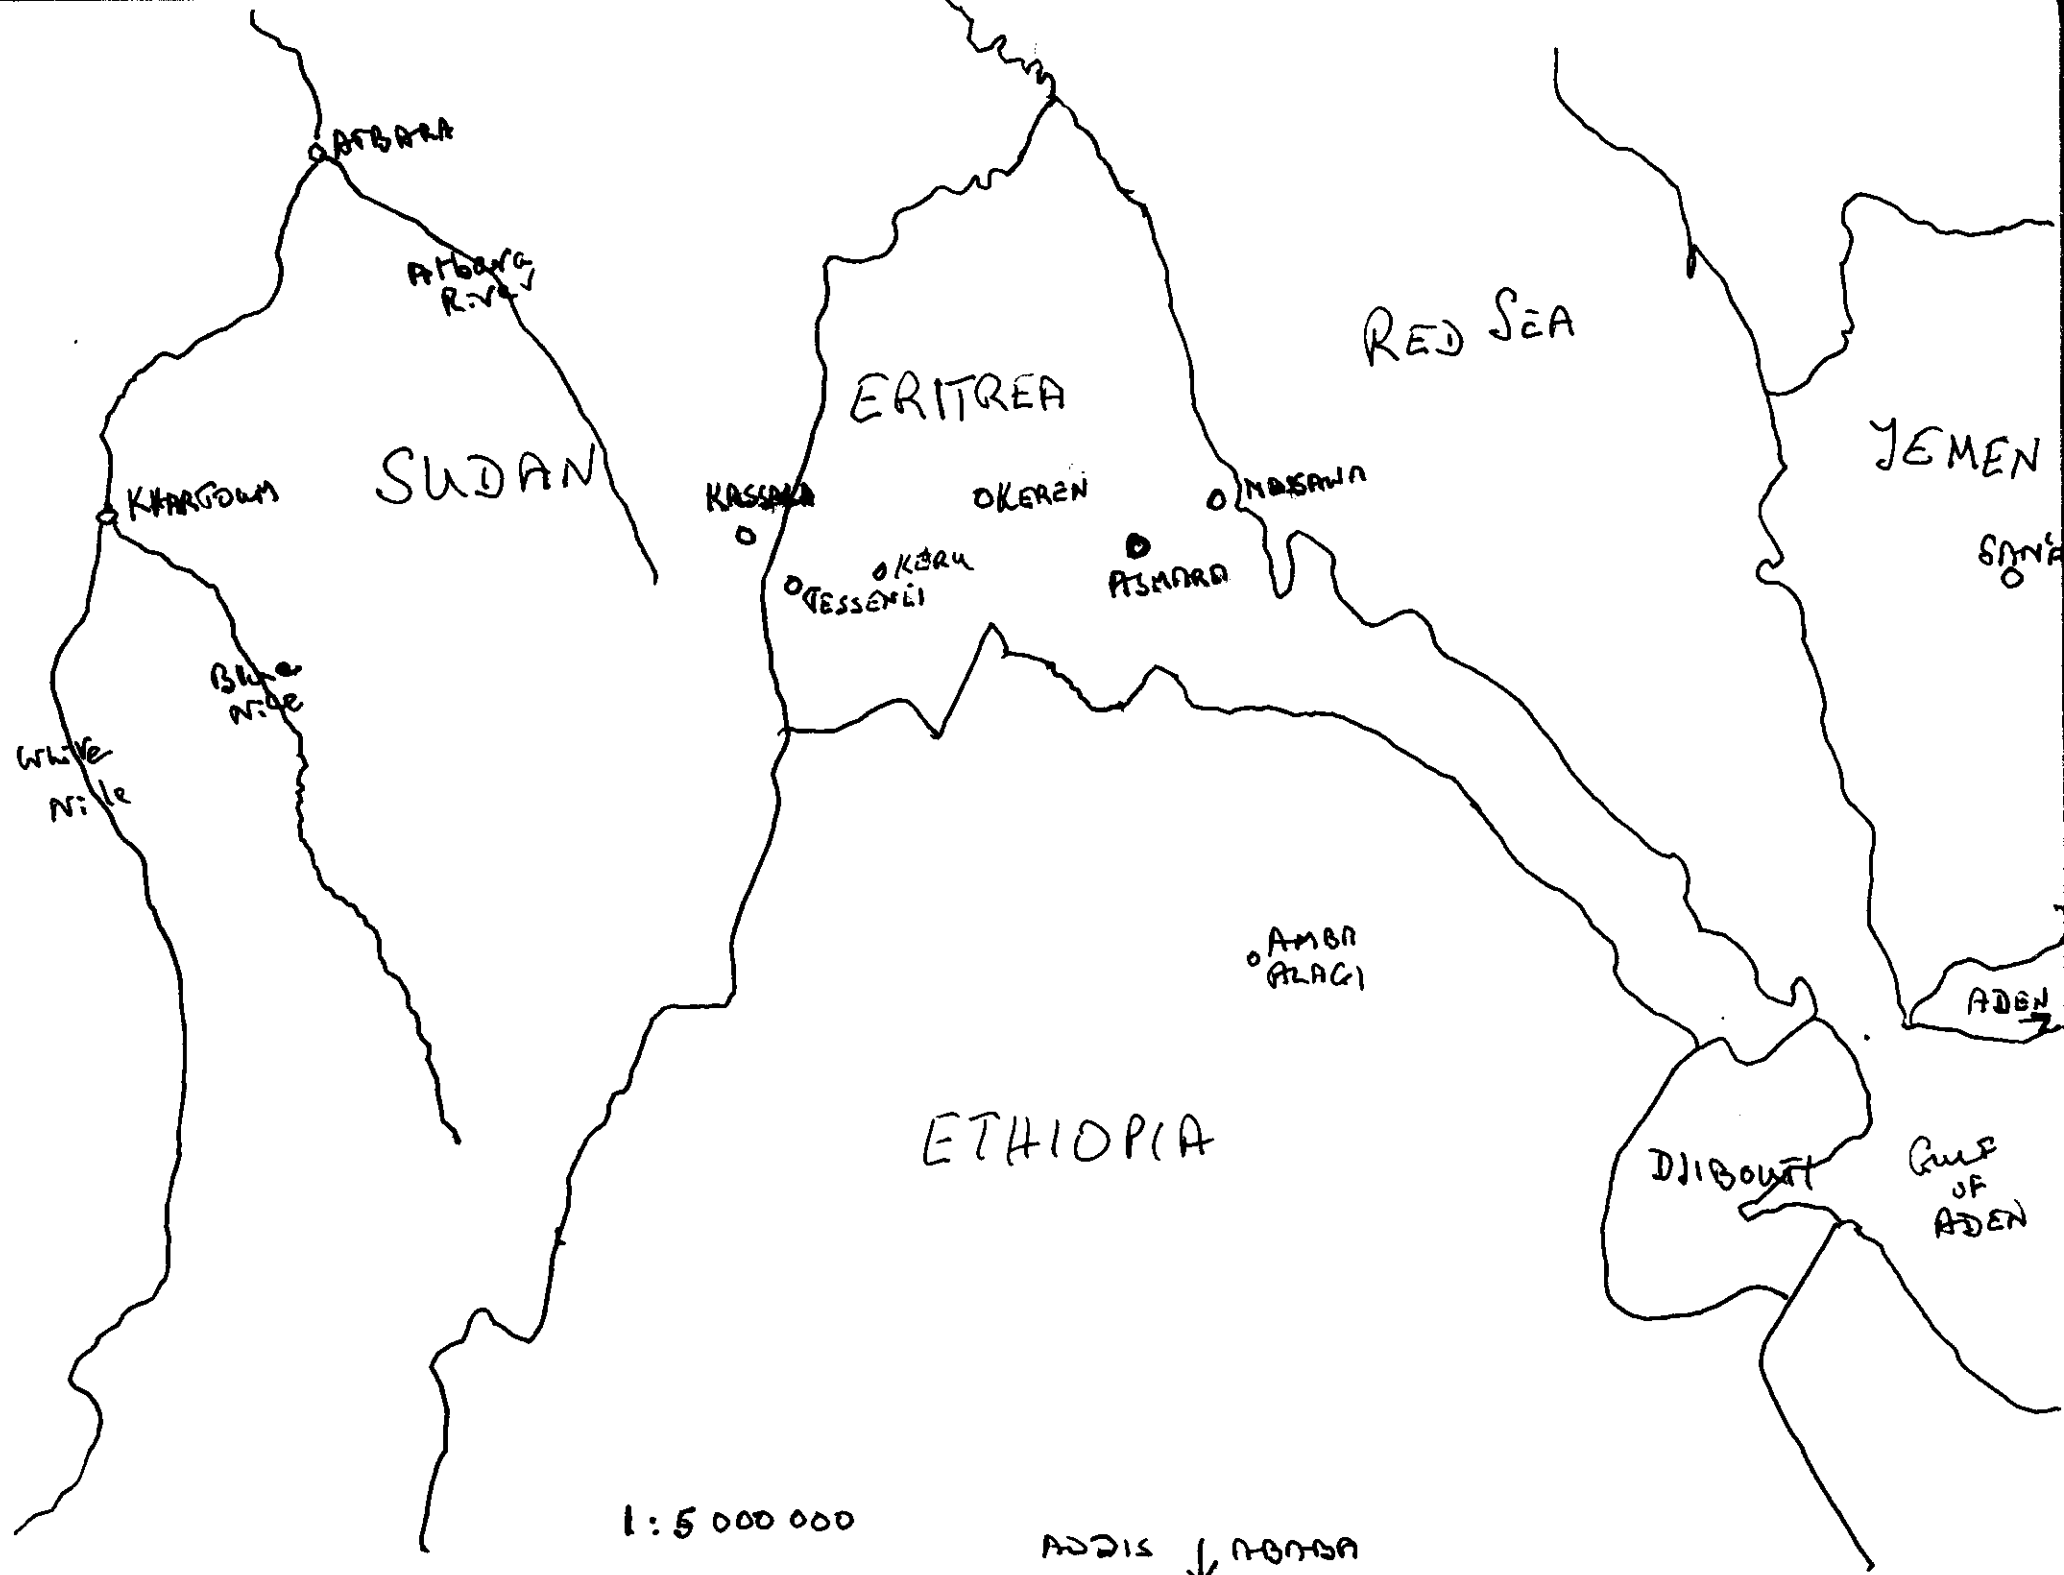 ATBARA
Atbara
River
RED SEA
ERITREA
YEMEN
SUDAN
KHARTOUM
KASSALA
KEREN
MASSAWA
KERU
TESSENEI
ASMARA
SANA
Blue
Nile
White
Nile
AMBA
ALAGI
ADEN
ETHIOPIA
DJIBOUTI
Gulf
OF
ADEN
1:5 000 000
ADDIS ↓ ABABA